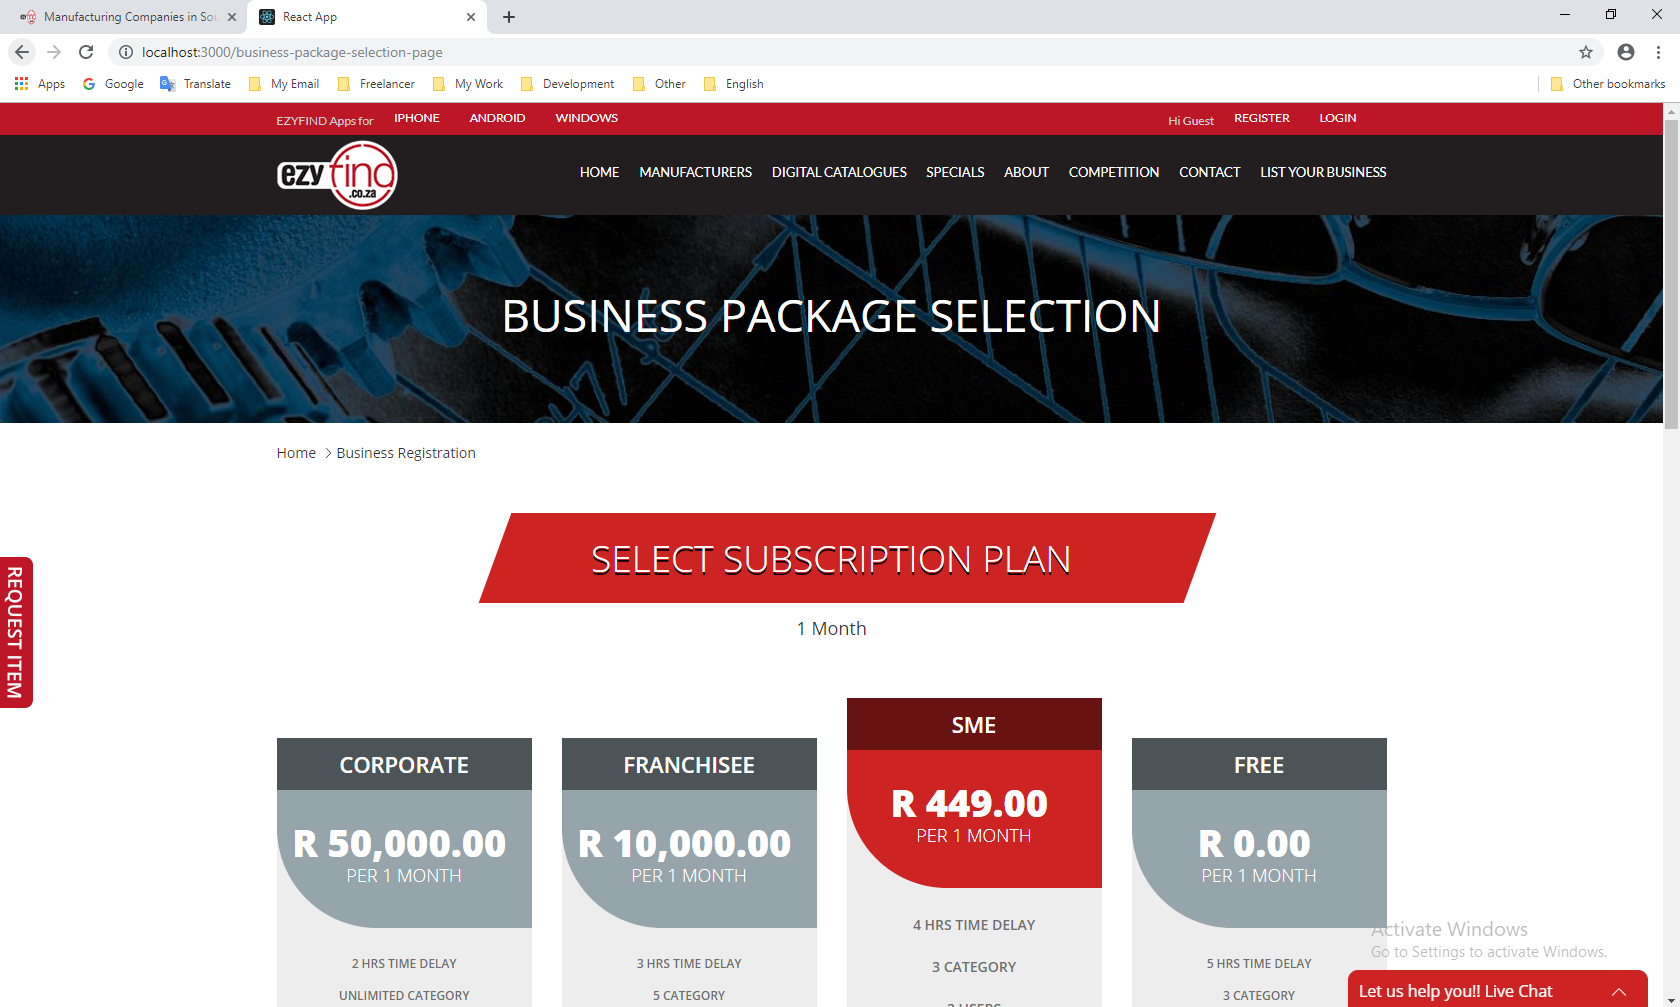 Manufacturing Companies in Sou
React App
localhost:3000/business-package-selection-page
Apps
Google
Translate
My Email
Freelancer
My Work
Development
Other
English
Other bookmarks
EZYFIND Apps for
IPHONE
ANDROID
WINDOWS
Hi Guest
REGISTER
LOGIN
ezyfind
.co.za
HOME
MANUFACTURERS
DIGITAL CATALOGUES
SPECIALS
ABOUT
COMPETITION
CONTACT
LIST YOUR BUSINESS
BUSINESS PACKAGE SELECTION
Home > Business Registration
SELECT SUBSCRIPTION PLAN
1 Month
REQUEST ITEM
CORPORATE
R 50,000.00
PER 1 MONTH
2 HRS TIME DELAY
UNLIMITED CATEGORY
FRANCHISEE
R 10,000.00
PER 1 MONTH
3 HRS TIME DELAY
5 CATEGORY
SME
R 449.00
PER 1 MONTH
4 HRS TIME DELAY
3 CATEGORY
FREE
R 0.00
PER 1 MONTH
5 HRS TIME DELAY
3 CATEGORY
Activate Windows
Go to Settings to activate Windows.
Let us help you!! Live Chat